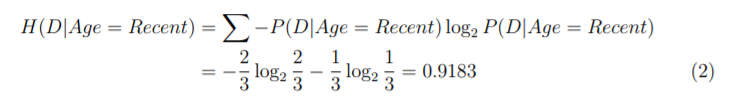 H(D|Age = Recent) = ∑ −P(D|Age = Recent) log₂ P(D|Age = Recent)
= −2/3 log₂ 2/3 − 1/3 log₂ 1/3 = 0.9183 (2)